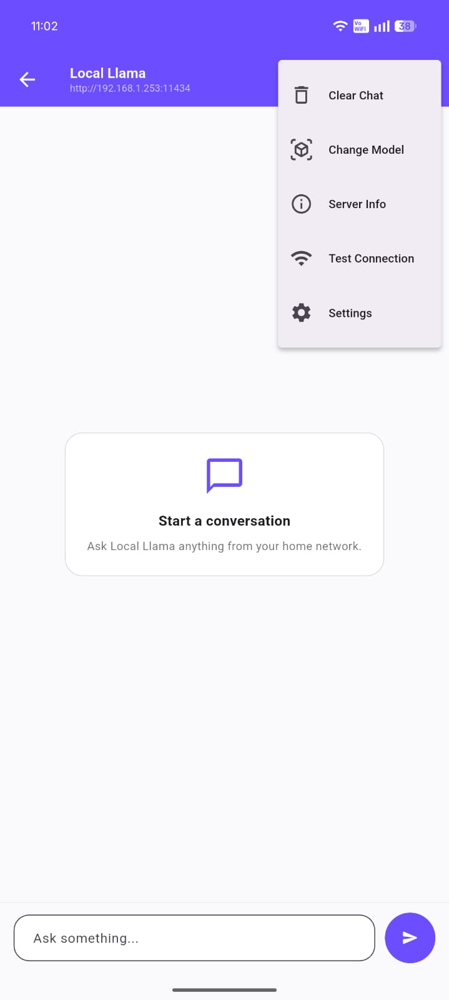 11:02
Vo
WiFi
38
Local Llama
http://192.168.1.253:11434
Clear Chat
Change Model
Server Info
Test Connection
Settings
Start a conversation
Ask Local Llama anything from your home network.
Ask something...